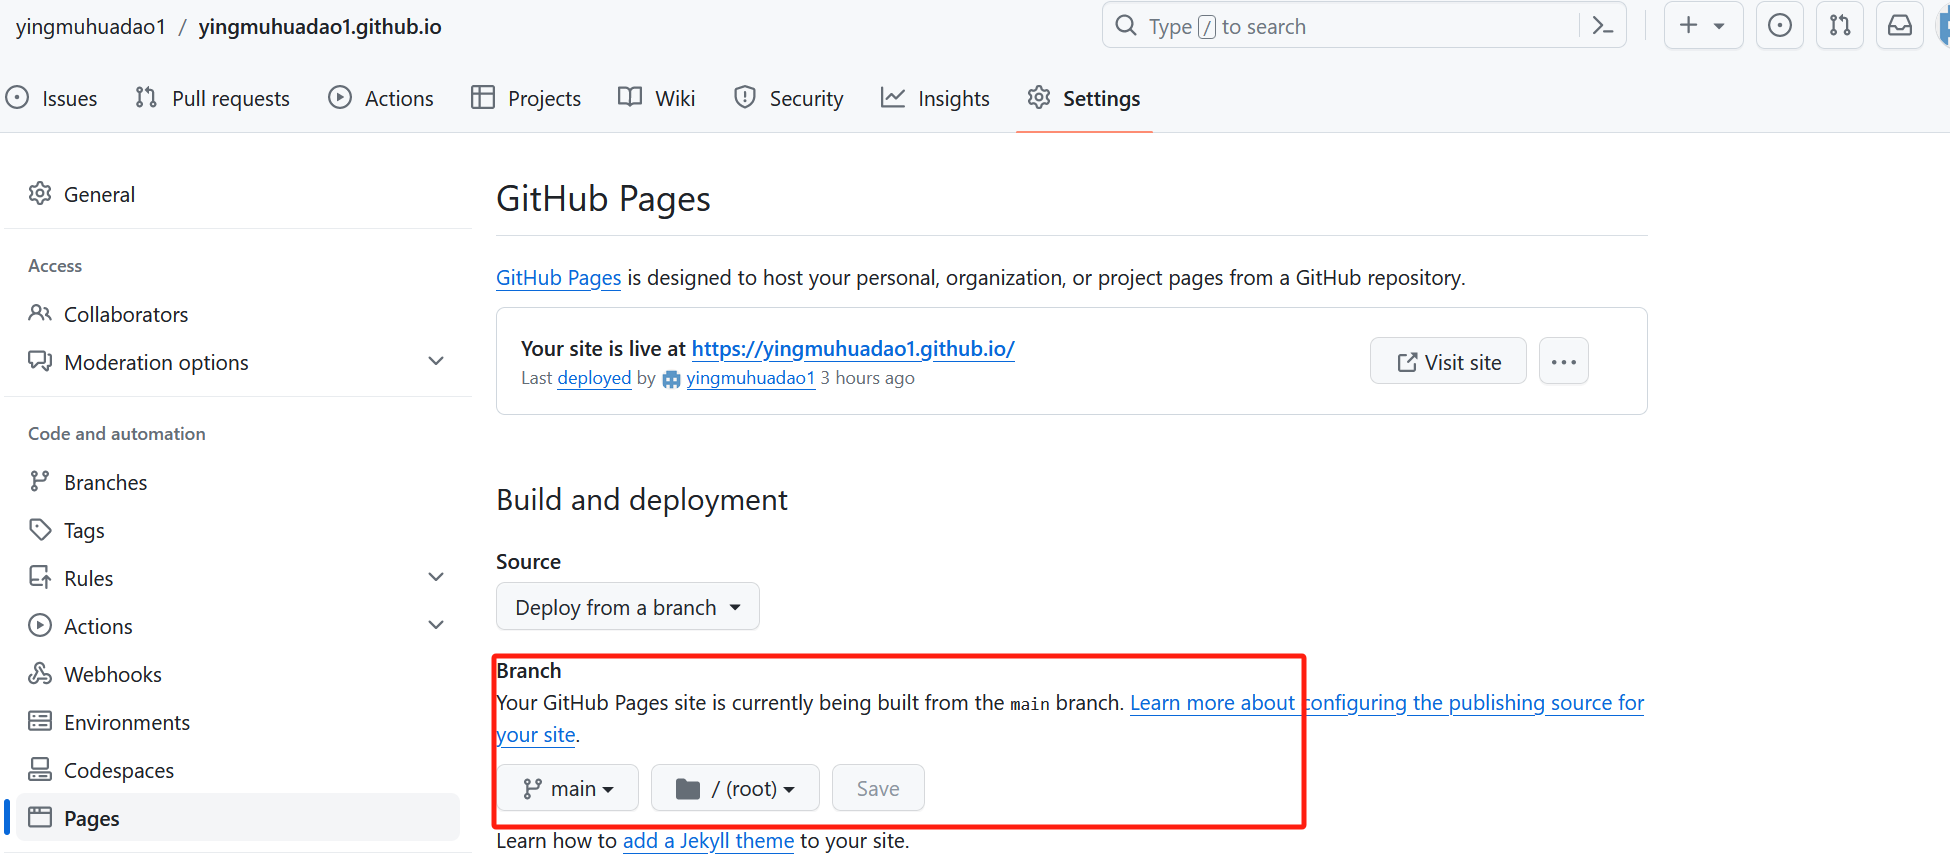 yingmuhuadao1 / yingmuhuadao1.github.io
Type / to search
Issues Pull requests Actions Projects Wiki Security Insights Settings
General
Access
Collaborators
Moderation options
Code and automation
Branches
Tags
Rules
Actions
Webhooks
Environments
Codespaces
Pages
GitHub Pages
GitHub Pages is designed to host your personal, organization, or project pages from a GitHub repository.
Your site is live at https://yingmuhuadao1.github.io/
Last deployed by yingmuhuadao1 3 hours ago
Visit site
Build and deployment
Source
Deploy from a branch
Branch
Your GitHub Pages site is currently being built from the main branch. Learn more about configuring the publishing source for
your site.
main / (root) Save
Learn how to add a Jekyll theme to your site.